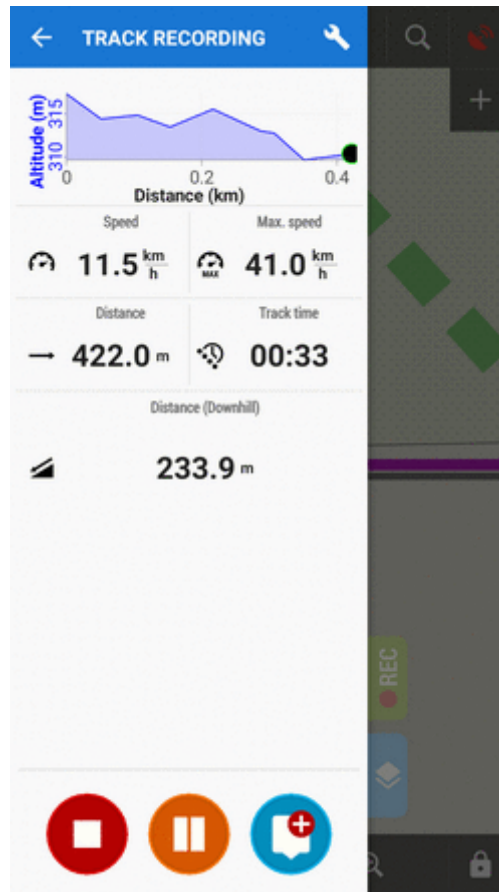 TRACK RECORDING
Altitude (m)
315
310
0 0.2 0.4
Distance (km)
Speed Max. speed
11.5 km/h MAX 41.0 km/h
Distance Track time
422.0 m 00:33
Distance (Downhill)
233.9 m
REC